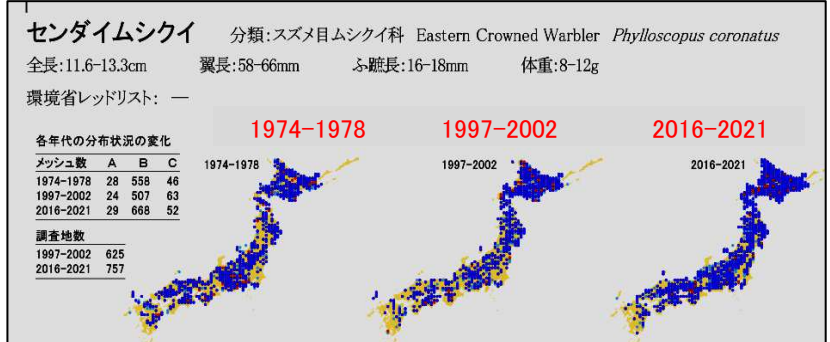 センダイムシクイ 分類:スズメ目ムシクイ科 Eastern Crowned Warbler Phylloscopus coronatus
全長:11.6-13.3cm 翼長:58-66mm ふ蹠長:16-18mm 体重:8-12g
環境省レッドリスト: ―
1974-1978 1997-2002 2016-2021
各年代の分布状況の変化
メッシュ数 A B C
1974-1978 28 558 46
1997-2002 24 507 63
2016-2021 29 668 52
調査地数
1997-2002 625
2016-2021 757
1974-1978 1997-2002 2016-2021